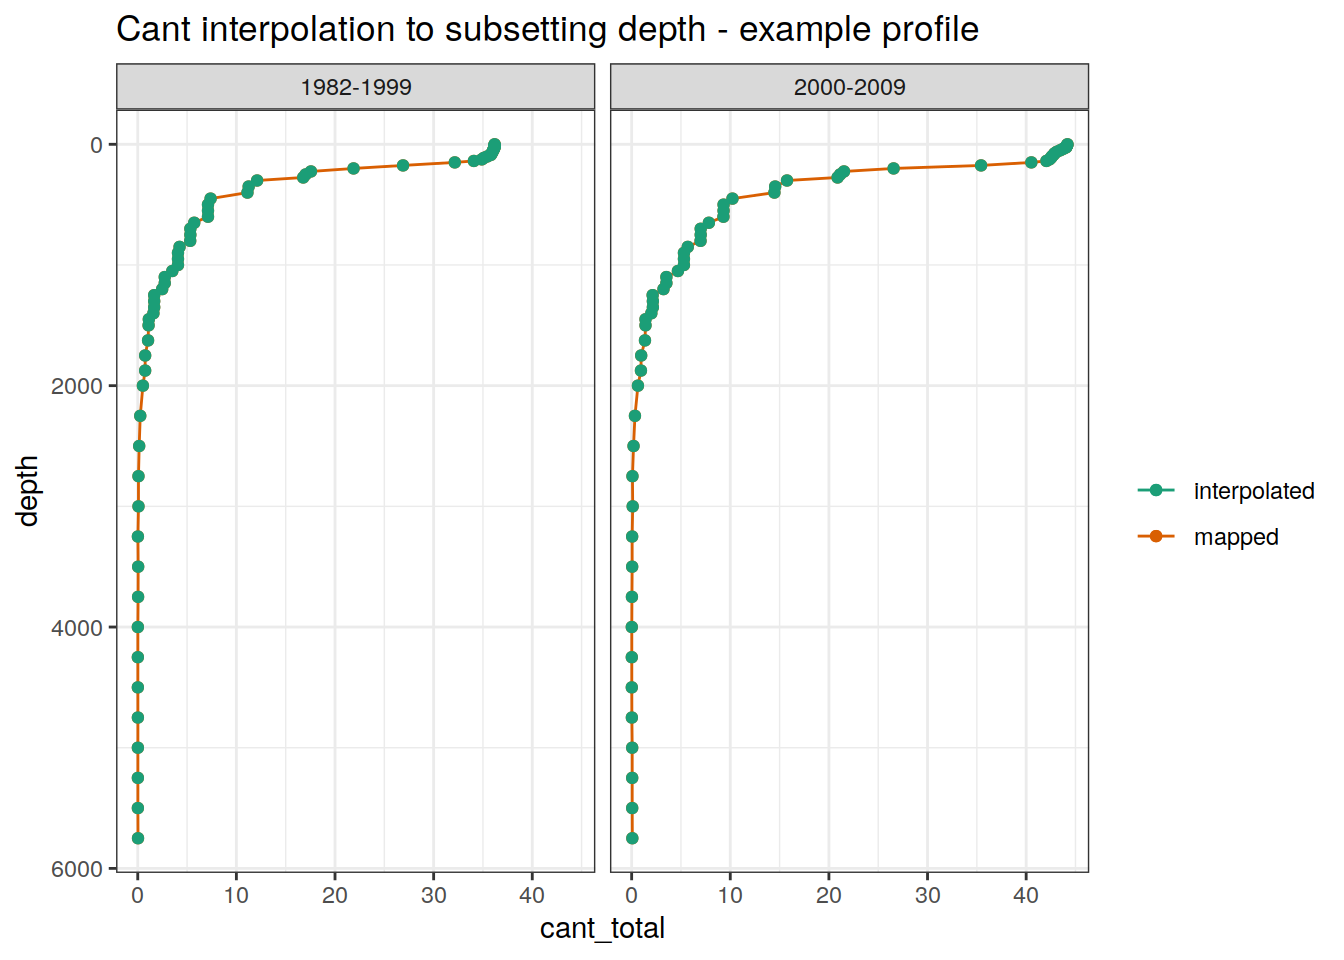 Cant interpolation to subsetting depth - example profile
1982-1999
2000-2009
0
2000
4000
6000
depth
0 10 20 30 40
0 10 20 30 40
cant_total
interpolated
mapped